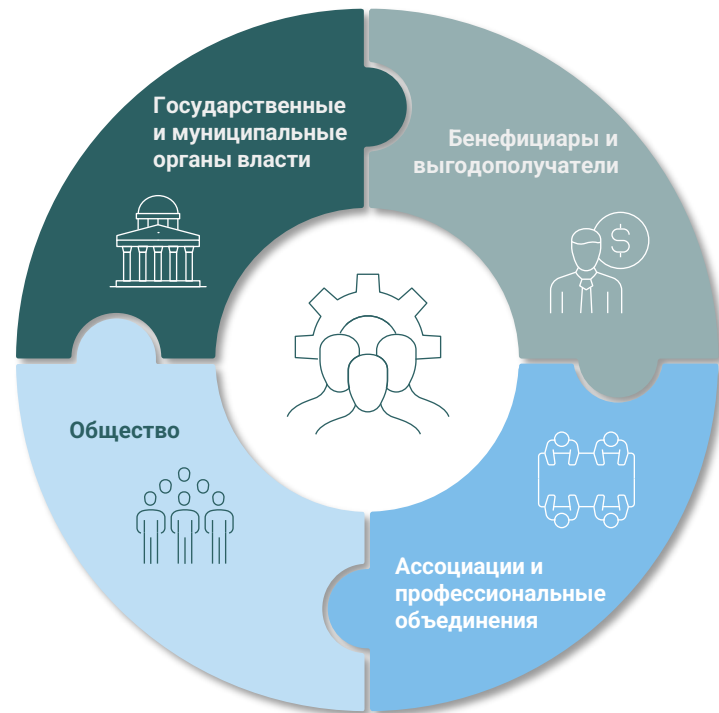 Государственные
и муниципальные
органы власти
Бенефициары и
выгодополучатели
$
Общество
Ассоциации и
профессиональные
объединения